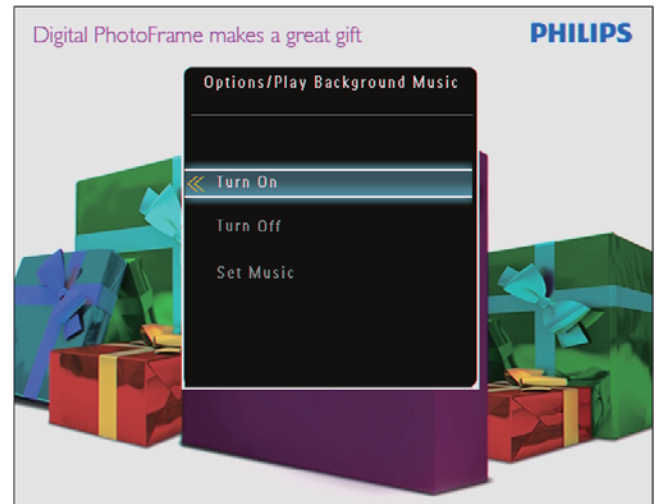 Digital PhotoFrame makes a great gift
PHILIPS
Options/Play Background Music
Turn On
Turn Off
Set Music